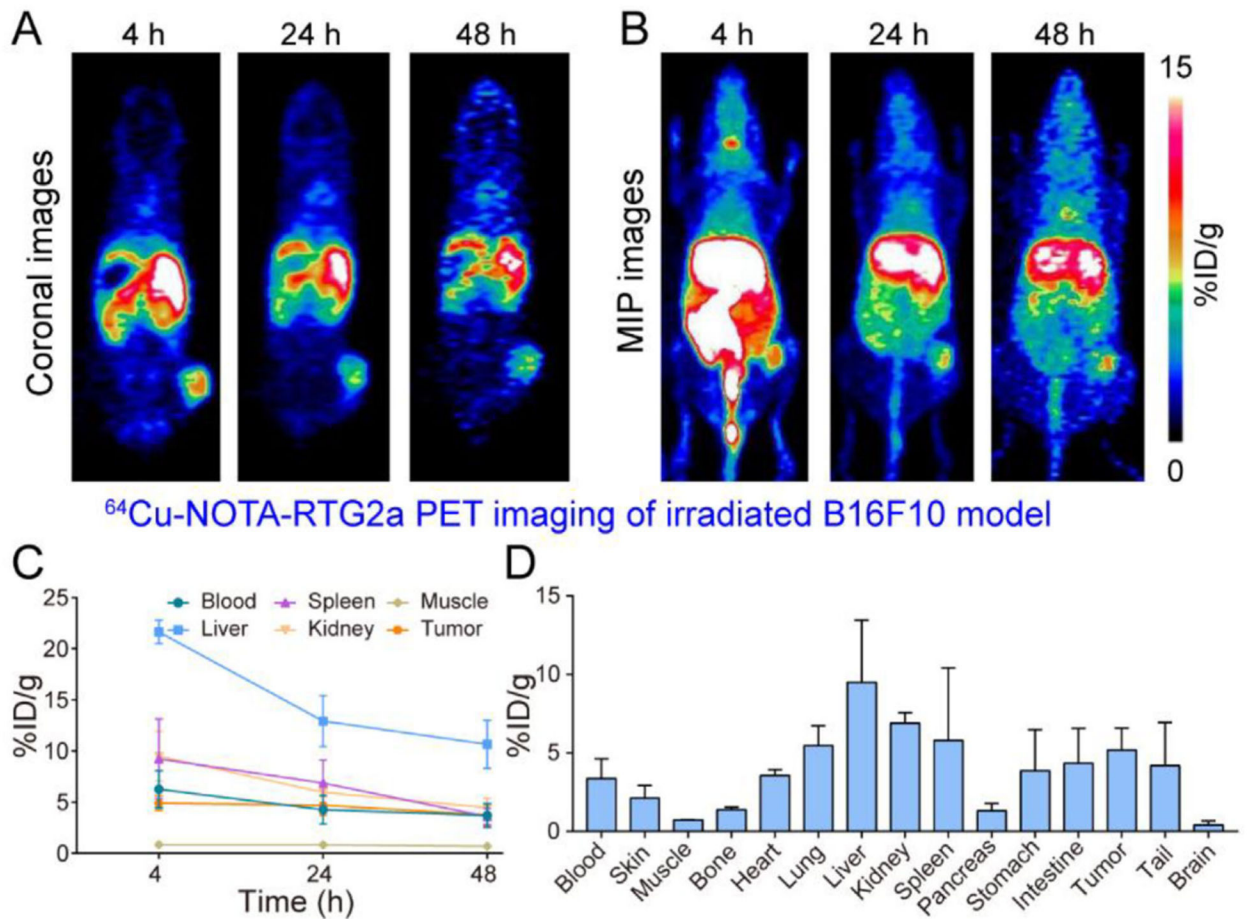 A
4 h 24 h 48 h
Coronal images
B
4 h 24 h 48 h
MIP images
15
%ID/g
0
⁶⁴Cu-NOTA-RTG2a PET imaging of irradiated B16F10 model
C
25
20
15
10
5
0
%ID/g
Blood Spleen Muscle
Liver Kidney Tumor
4 24 48
Time (h)
D
15
10
5
0
%ID/g
Blood Skin Muscle Bone Heart Lung Liver Kidney Spleen Pancreas Stomach Intestine Tumor Tail Brain